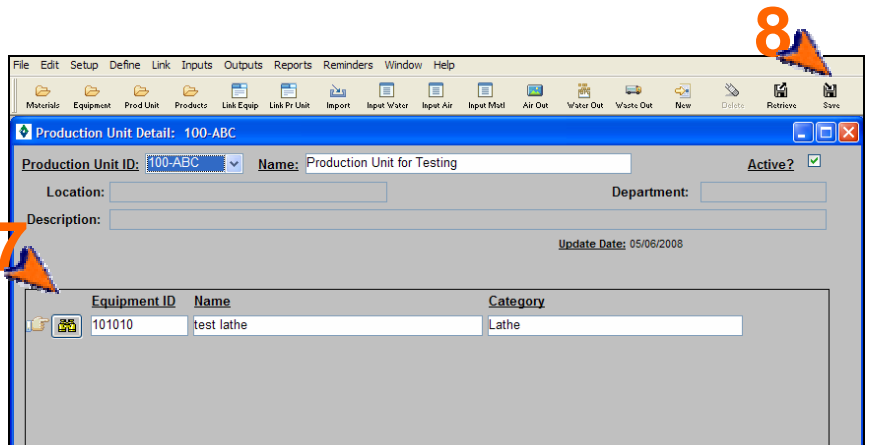 8
File Edit Setup Define Link Inputs Outputs Reports Reminders Window Help
Materials Equipment Prod Unit Products Link Equip Link Pr Unit Import Input Water Input Air Input Matl Air Out Water Out Waste Out New Delete Retrieve Save
Production Unit Detail: 100-ABC
Production Unit ID: 100-ABC Name: Production Unit for Testing Active?
Location: Department:
Description:
7
Update Date: 05/06/2008
Equipment ID Name Category
101010 test lathe Lathe